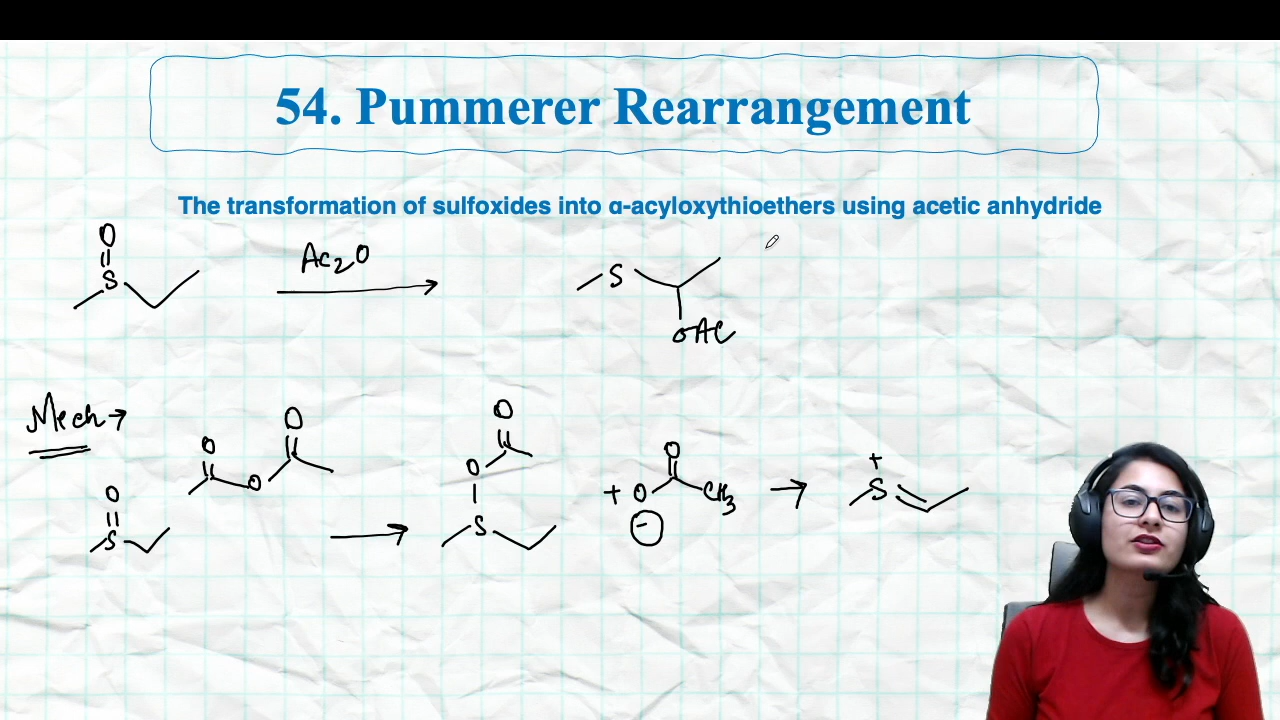 54. Pummerer Rearrangement
The transformation of sulfoxides into α-acyloxythioethers using acetic anhydride
O
S
Ac2O
S
OAC
Mech →
O
S
O
O
O
O
O
S
+
O
O
CH3
−
→
+
S